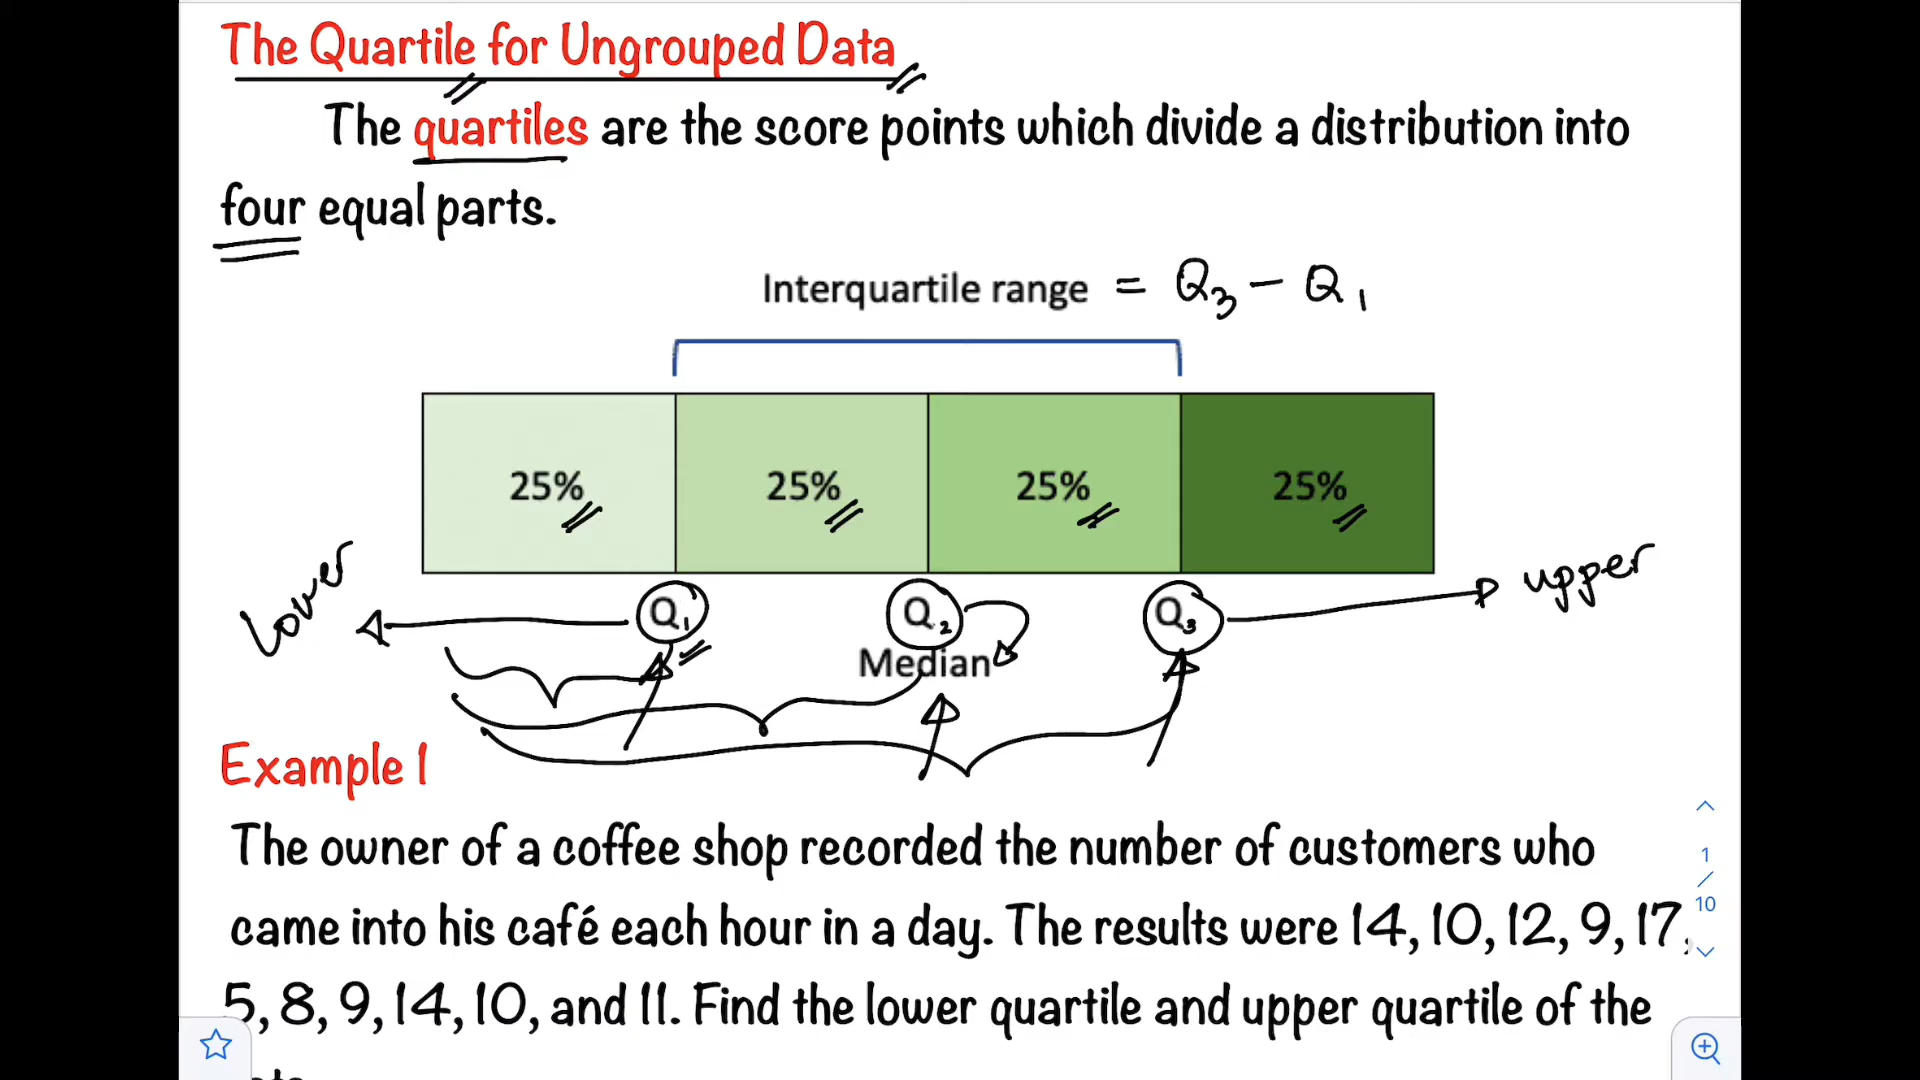 The Quartile for Ungrouped Data
The quartiles are the score points which divide a distribution into
four equal parts.
Interquartile range = Q₃ - Q₁
25% 25% 25% 25%
lower Q₁ Q₂ Q₃ upper
Median
Example 1
The owner of a coffee shop recorded the number of customers who
came into his café each hour in a day. The results were 14, 10, 12, 9, 17,
5, 8, 9, 14, 10, and 11. Find the lower quartile and upper quartile of the
1
/
10